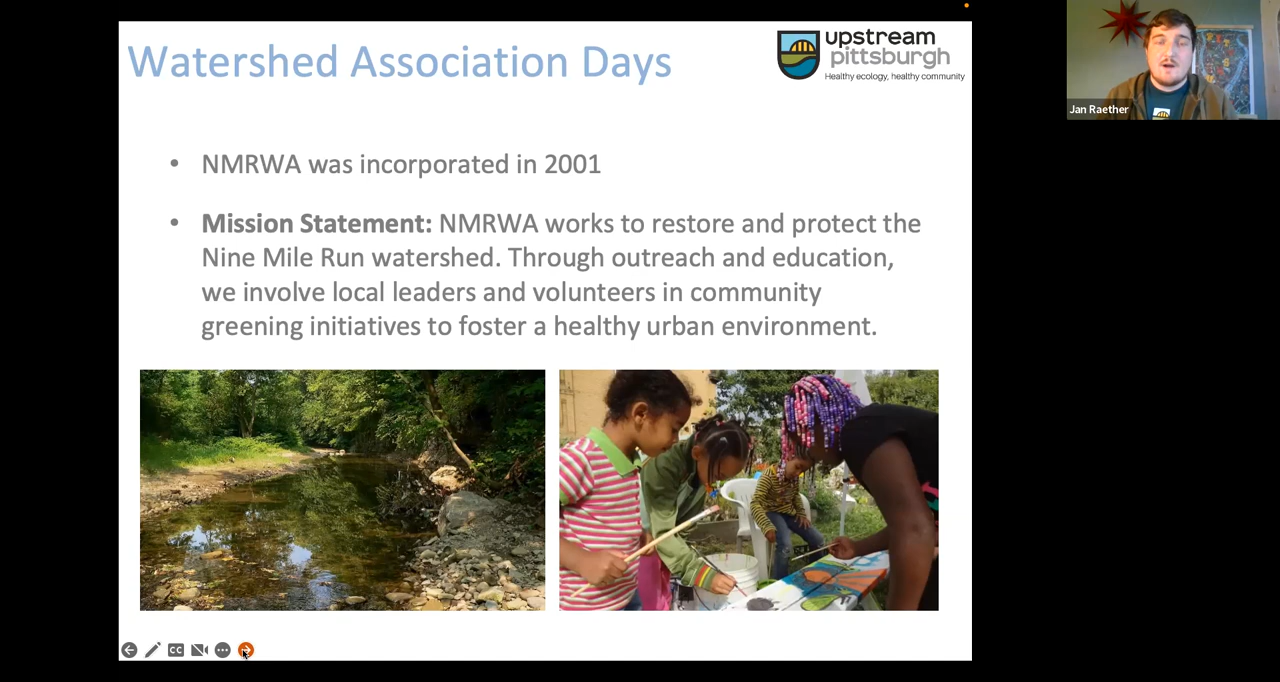 Watershed Association Days
upstream
pittsburgh
Healthy ecology, healthy community
Jan Raether
• NMRWA was incorporated in 2001
• Mission Statement: NMRWA works to restore and protect the
Nine Mile Run watershed. Through outreach and education,
we involve local leaders and volunteers in community
greening initiatives to foster a healthy urban environment.
CC